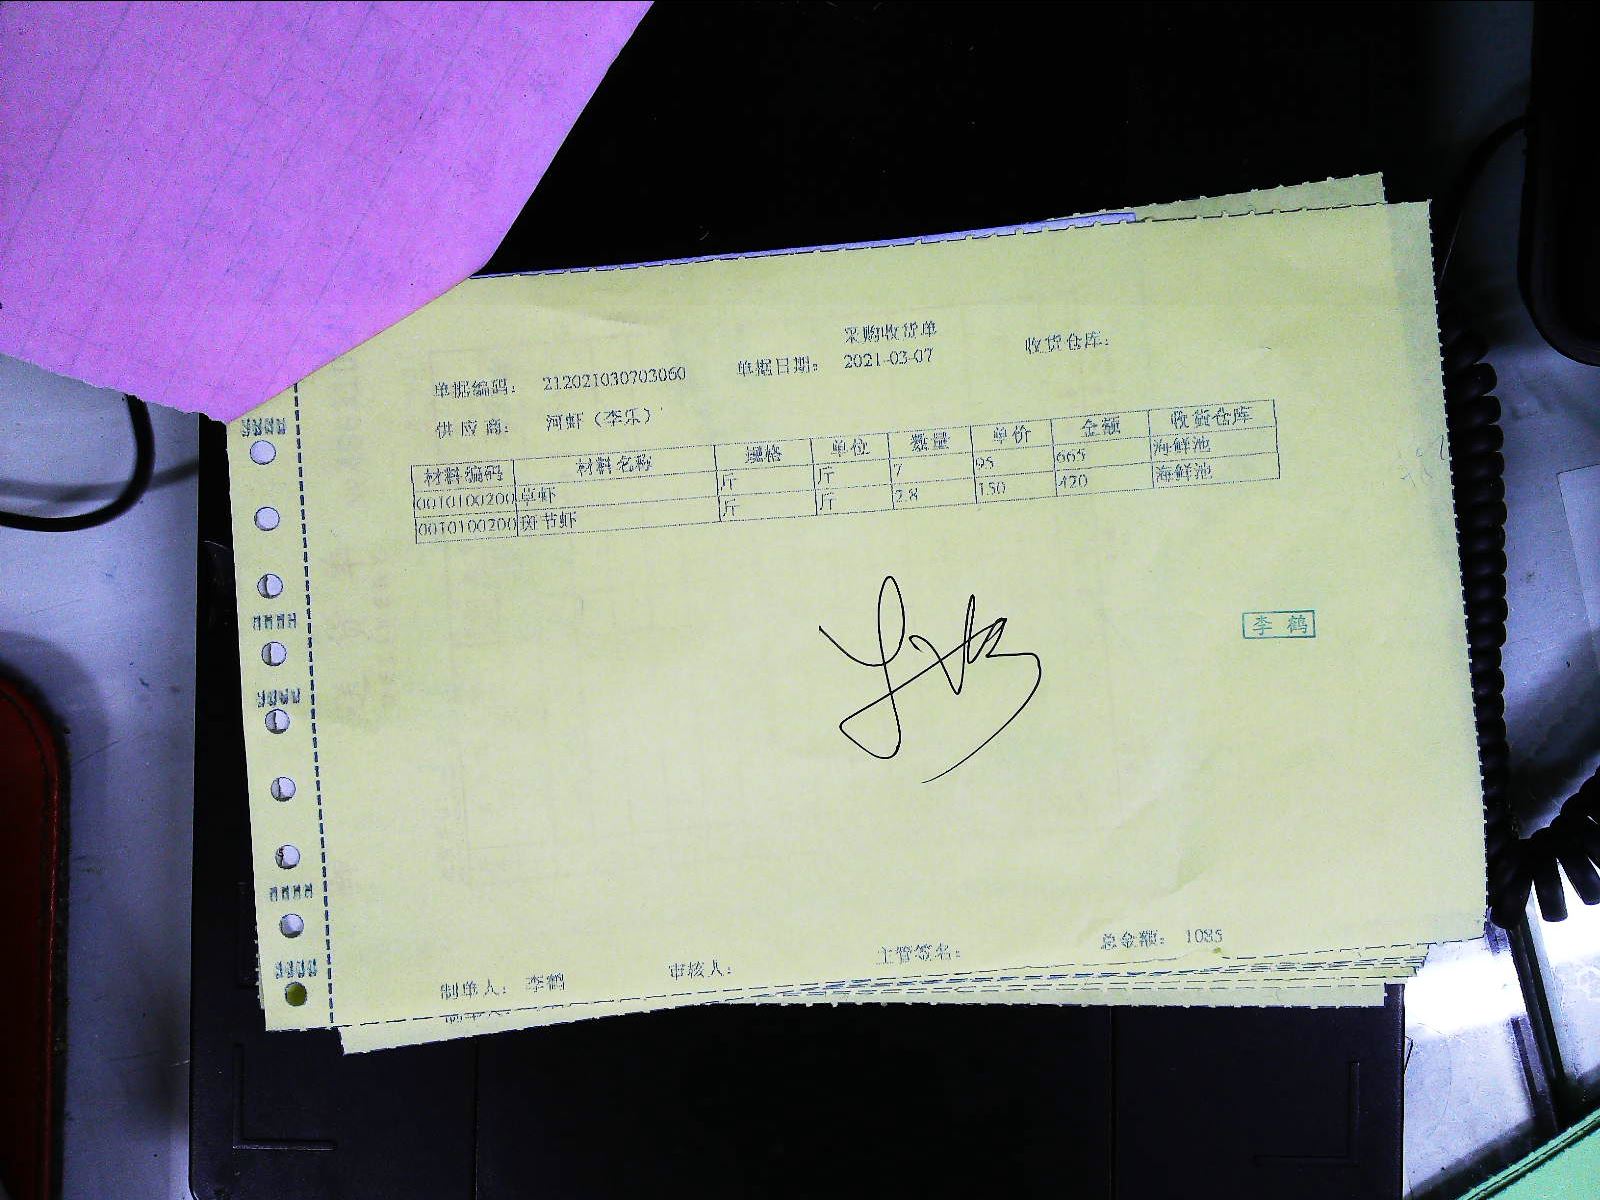 采购收货单
单据编码： 212021030703060 单据日期： 2021-03-07 收货仓库：
供应商： 河虾（李乐）
材料编码 材料名称 规格 单位 数量 单价 金额 收货仓库
0010100200 草虾 斤 斤 7 95 665 海鲜池
0010100200 斑节虾 斤 斤 2.8 150 420 海鲜池
李鹤
制单人： 李鹤 审核人： 主管签名： 总金额： 1085